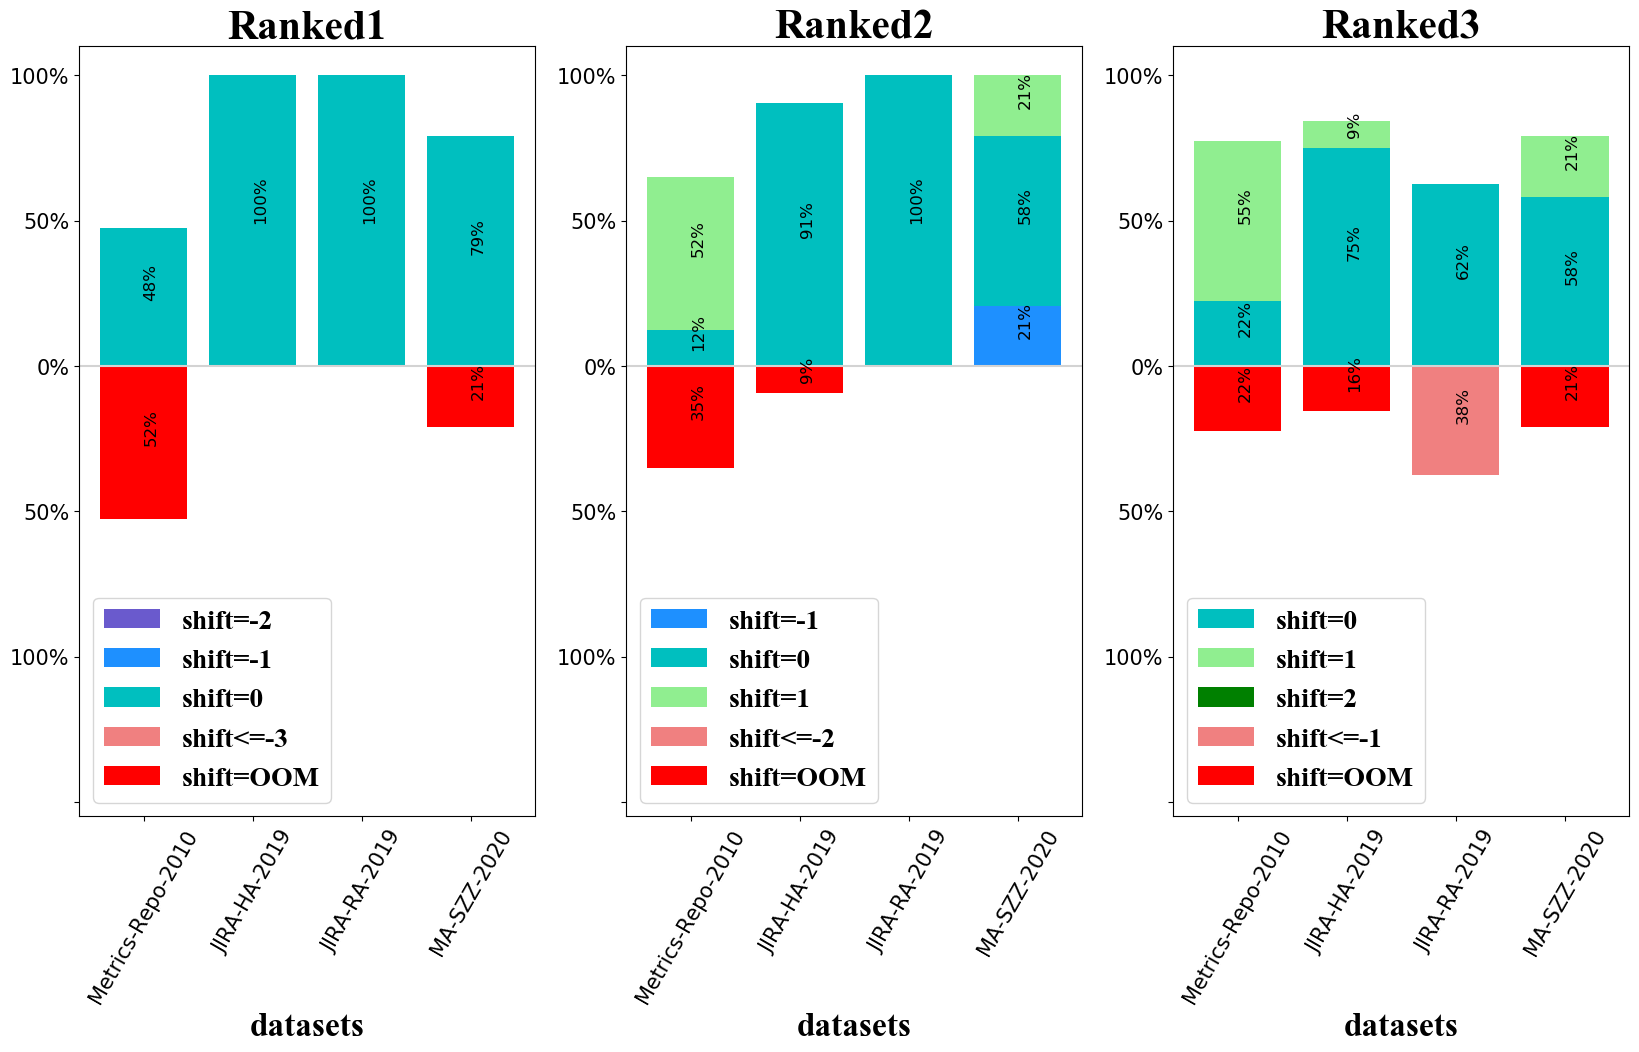 Ranked1
100%
50%
0%
50%
100%
48%
52%
100%
100%
79%
21%
shift=-2
shift=-1
shift=0
shift<=-3
shift=OOM
Metrics-Repo-2010
JIRA-HA-2019
JIRA-RA-2019
MA-SZZ-2020
datasets
Ranked2
100%
50%
0%
50%
100%
52%
12%
35%
91%
9%
100%
21%
58%
21%
shift=-1
shift=0
shift=1
shift<=-2
shift=OOM
Metrics-Repo-2010
JIRA-HA-2019
JIRA-RA-2019
MA-SZZ-2020
datasets
Ranked3
100%
50%
0%
50%
100%
55%
22%
22%
9%
75%
16%
62%
38%
21%
58%
21%
shift=0
shift=1
shift=2
shift<=-1
shift=OOM
Metrics-Repo-2010
JIRA-HA-2019
JIRA-RA-2019
MA-SZZ-2020
datasets